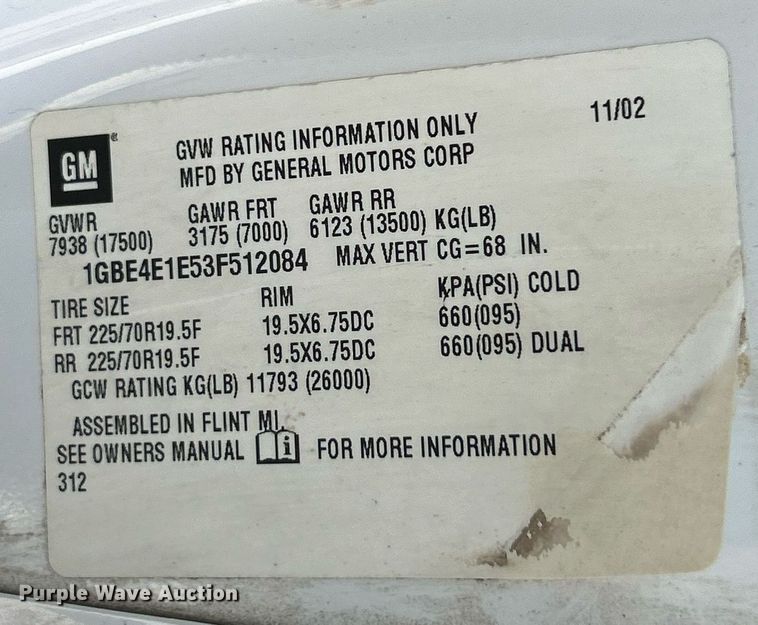 11/02
GM
GVW RATING INFORMATION ONLY
MFD BY GENERAL MOTORS CORP
GVWR GAWR FRT GAWR RR
7938 (17500) 3175 (7000) 6123 (13500) KG(LB)
1GBE4E1E53F512084 MAX VERT CG=68 IN.
TIRE SIZE RIM KPA(PSI) COLD
FRT 225/70R19.5F 19.5X6.75DC 660(095)
RR 225/70R19.5F 19.5X6.75DC 660(095) DUAL
GCW RATING KG(LB) 11793 (26000)
ASSEMBLED IN FLINT MI.
SEE OWNERS MANUAL i FOR MORE INFORMATION
312
Purple Wave Auction